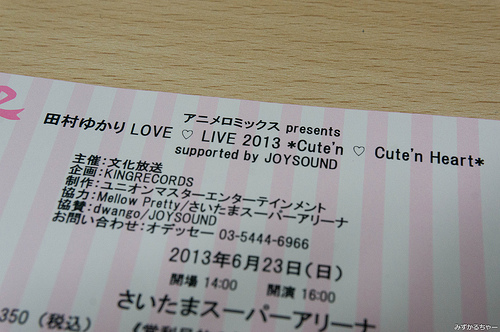 アニメロミックス presents
田村ゆかり LOVE ♡ LIVE 2013 *Cute'n ♡ Cute'n Heart*
supported by JOYSOUND
主催:文化放送
企画:KINGRECORDS
制作:ユニオンマスターエンターテインメント
協力:Mellow Pretty/さいたまスーパーアリーナ
協賛:dwango/JOYSOUND
お問い合わせ:オデッセー 03-5444-6966
2013年6月23日(日)
開場 14:00 開演 16:00
さいたまスーパーアリーナ
350 (税込)
みすかるちゃー